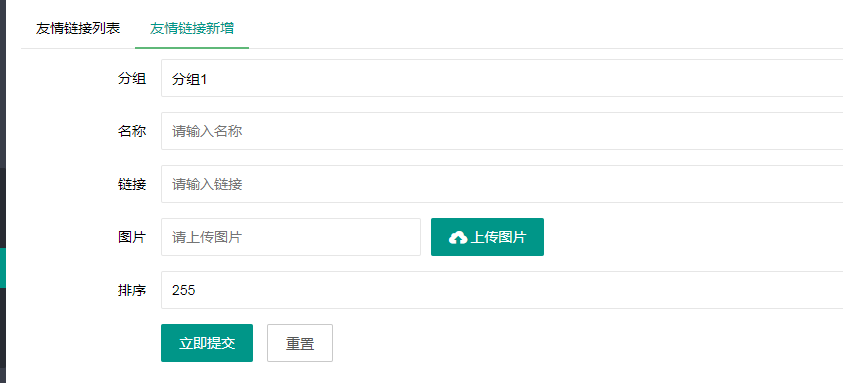 友情链接列表 友情链接新增
分组 分组1
名称 请输入名称
链接 请输入链接
图片 请上传图片 上传图片
排序 255
立即提交 重置